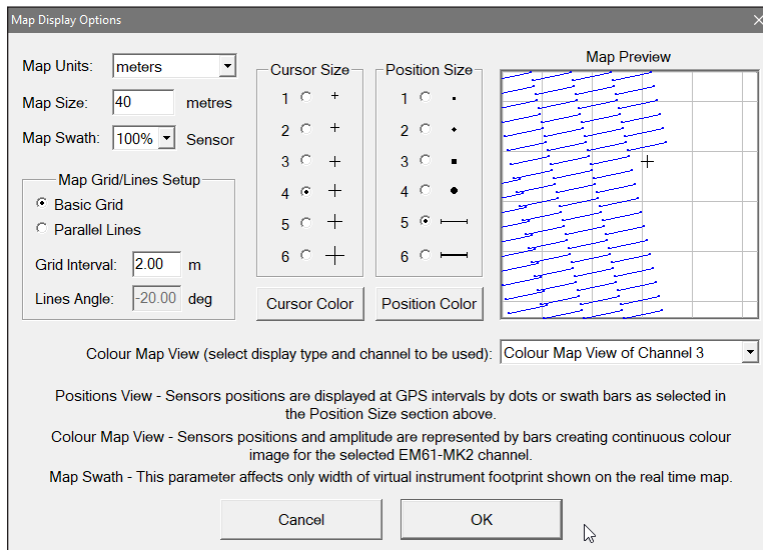 Map Display Options
Map Units: meters
Map Size: 40 metres
Map Swath: 100% Sensor
Map Grid/Lines Setup
Basic Grid
Parallel Lines
Grid Interval: 2.00 m
Lines Angle: -20.00 deg
Cursor Size
1
2
3
4
5
6
Cursor Color
Position Size
1
2
3
4
5
6
Position Color
Map Preview
Colour Map View (select display type and channel to be used): Colour Map View of Channel 3
Positions View - Sensors positions are displayed at GPS intervals by dots or swath bars as selected in
the Position Size section above.
Colour Map View - Sensors positions and amplitude are represented by bars creating continuous colour
image for the selected EM61-MK2 channel.
Map Swath - This parameter affects only width of virtual instrument footprint shown on the real time map.
Cancel
OK